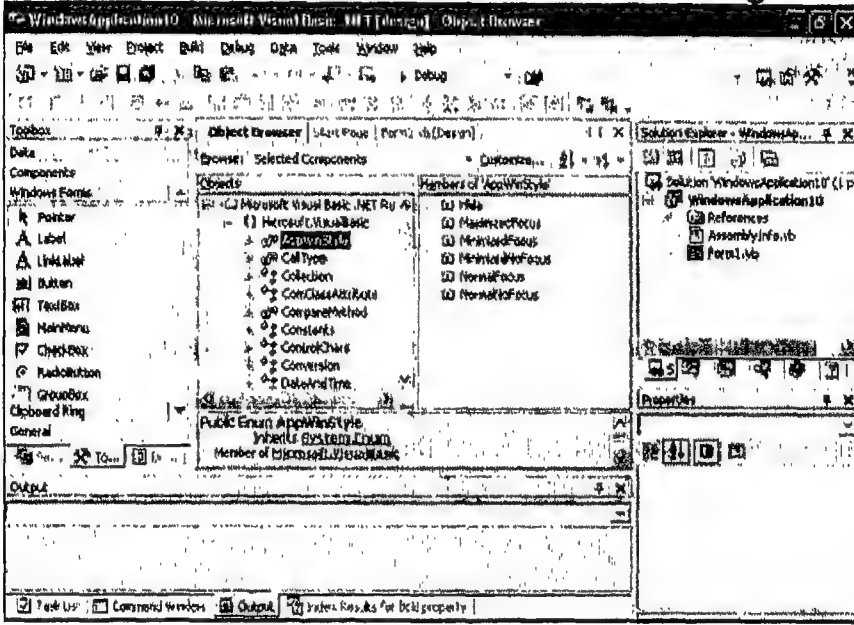 WindowsApplication10 - Microsoft Visual Basic .NET [design] - Object Browser
File Edit View Project Build Debug Data Tools Window Help
Debug
Toolbox
Data
Components
Windows Forms
Pointer
Label
LinkLabel
Button
TextBox
MainMenu
CheckBox
RadioButton
GroupBox
Clipboard Ring
General
Object Browser Start Page Form1.vb [Design]
Browse: Selected Components Customize...
Objects
Microsoft Visual Basic .NET Ru
Microsoft.VisualBasic
AppWinStyle
CallType
Collection
ComClassAttribute
CompareMethod
Constants
ControlChars
Conversion
DateAndTime
Members of 'AppWinStyle'
Hide
MaximizedFocus
MinimizedFocus
MinimizedNoFocus
NormalFocus
NormalNoFocus
Public Enum AppWinStyle
Inherits System.Enum
Member of Microsoft.VisualBasic
Solution Explorer - WindowsAp...
Solution 'WindowsApplication10' (1 p
WindowsApplication10
References
AssemblyInfo.vb
Form1.vb
Properties
To...
Output
Task List Command Window Output Index Results for Bold property